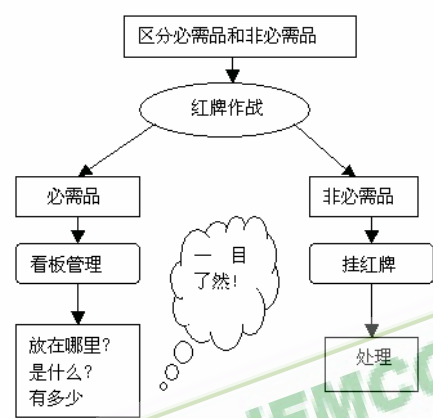 区分必需品和非必需品
红牌作战
必需品
非必需品
看板管理
一 目
了然!
挂红牌
放在哪里?
是什么?
有多少
处理